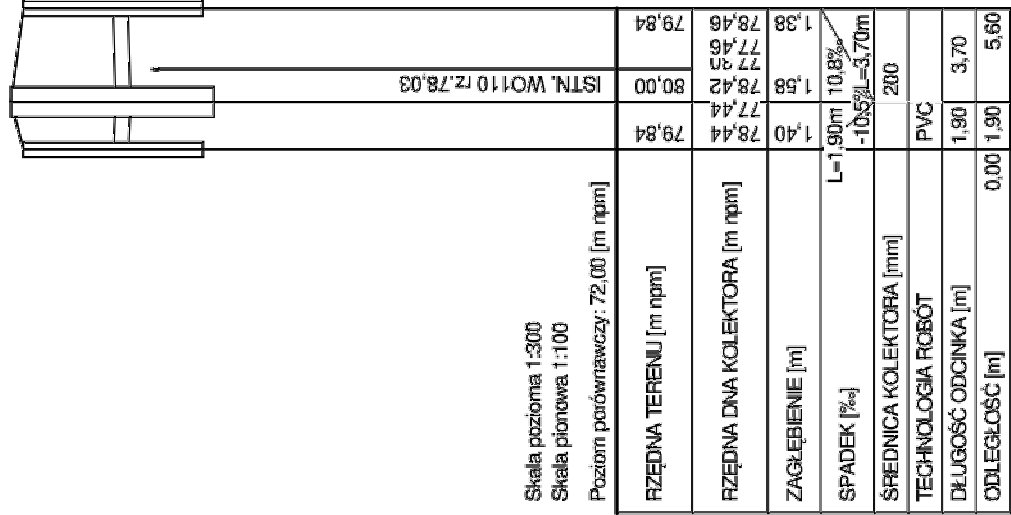 ISTN. WO110 rz.78,03
Skala pozioma 1:300
Skala pionowa 1:100
Poziom porównawczy: 72,00 [m npm]
RZĘDNA TERENU [m npm] 79,84 80,00 79,84
RZĘDNA DNA KOLEKTORA [m npm] 78,44 77,44 78,42 77,46 78,46
ZAGŁĘBIENIE [m] 1,40 1,58 1,38
SPADEK [‰] L=1,90m 10,8‰ -10,5‰ L=3,70m
ŚREDNICA KOLEKTORA [mm] 200
TECHNOLOGIA ROBÓT PVC
DŁUGOŚĆ ODCINKA [m] 1,90 3,70
ODLEGŁOŚĆ [m] 0,00 1,90 5,60